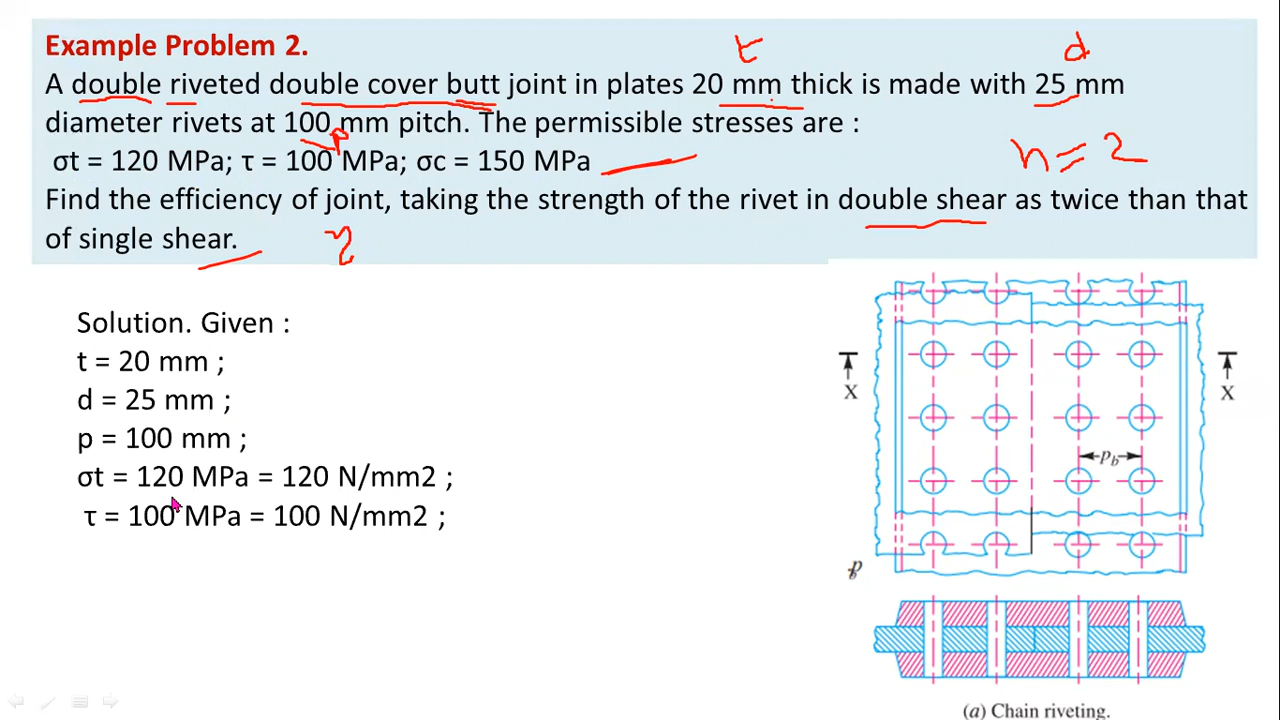 Example Problem 2.
t d
A double riveted double cover butt joint in plates 20 mm thick is made with 25 mm
diameter rivets at 100 mm pitch. The permissible stresses are :
p
σt = 120 MPa; τ = 100 MPa; σc = 150 MPa
n = 2
Find the efficiency of joint, taking the strength of the rivet in double shear as twice than that
of single shear.
η
Solution. Given :
t = 20 mm ;
d = 25 mm ;
p = 100 mm ;
σt = 120 MPa = 120 N/mm2 ;
τ = 100 MPa = 100 N/mm2 ;
X X
pb
(a) Chain riveting.